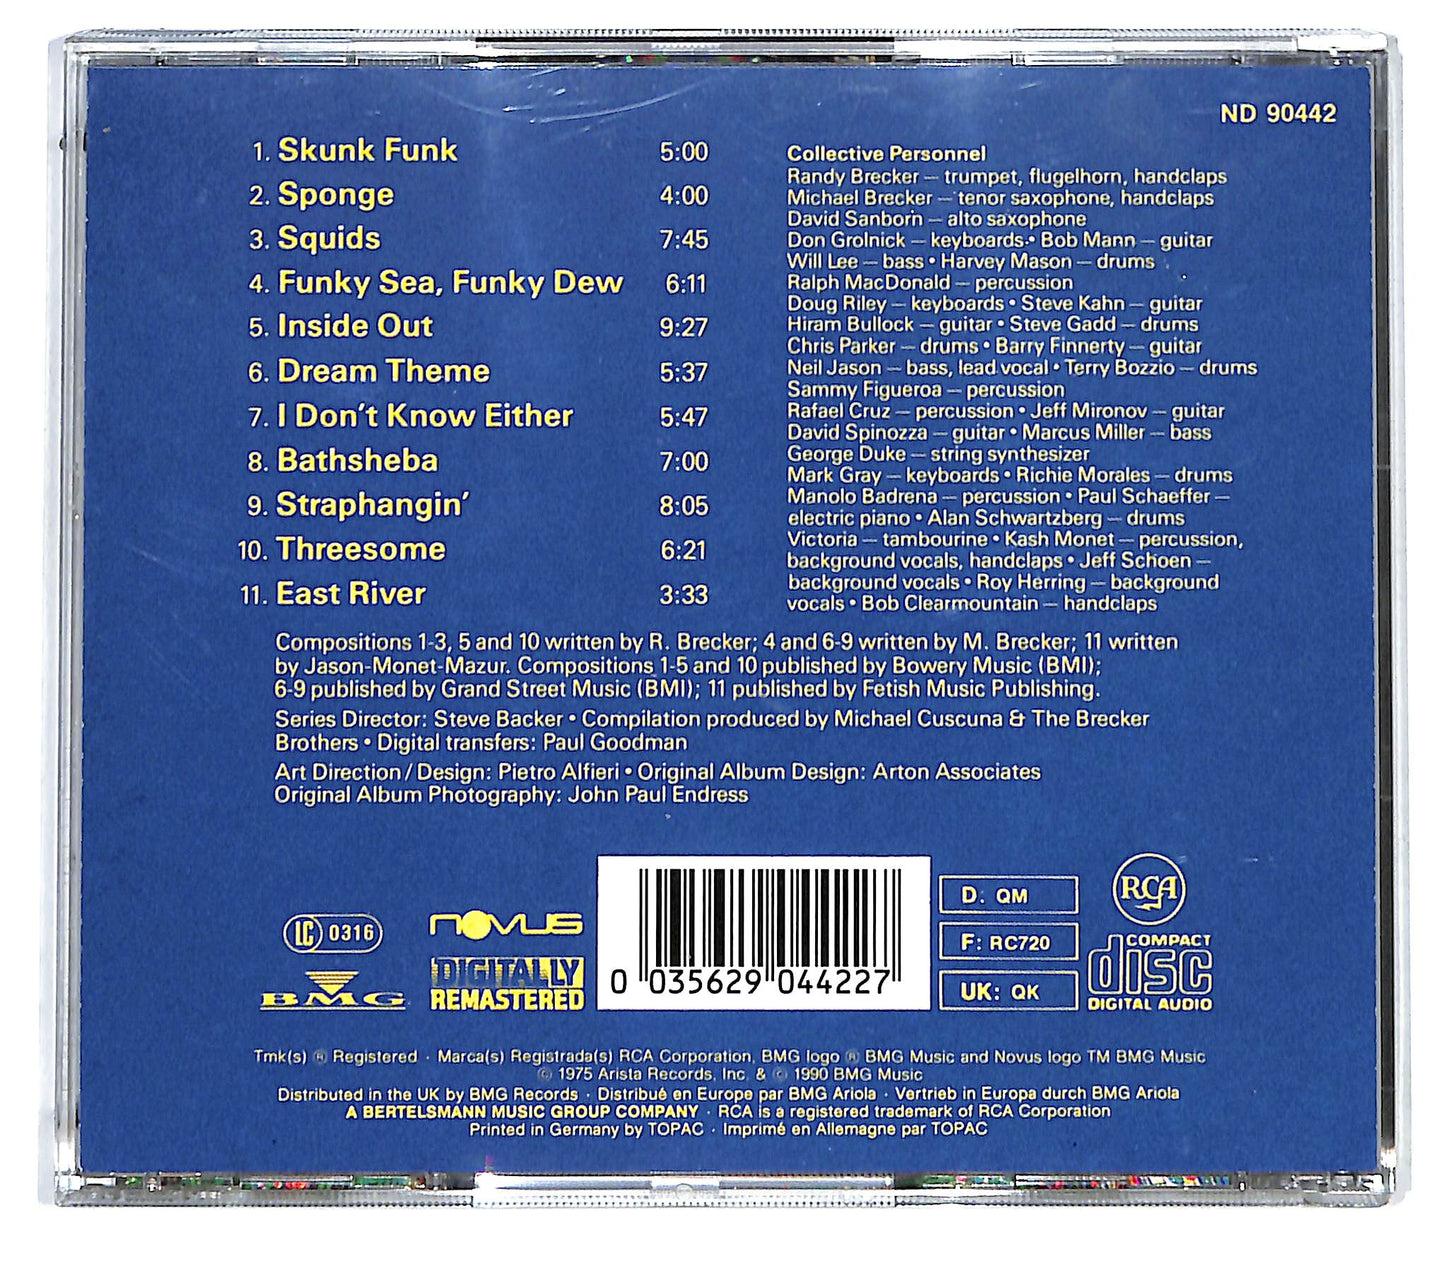 ND 90442
1. Skunk Funk 5:00
2. Sponge 4:00
3. Squids 7:45
4. Funky Sea, Funky Dew 6:11
5. Inside Out 9:27
6. Dream Theme 5:37
7. I Don't Know Either 5:47
8. Bathsheba 7:00
9. Straphangin' 8:05
10. Threesome 6:21
11. East River 3:33
Collective Personnel
Randy Brecker – trumpet, flugelhorn, handclaps
Michael Brecker – tenor saxophone, handclaps
David Sanborn – alto saxophone
Don Grolnick – keyboards • Bob Mann – guitar
Will Lee – bass • Harvey Mason – drums
Ralph MacDonald – percussion
Doug Riley – keyboards • Steve Kahn – guitar
Hiram Bullock – guitar • Steve Gadd – drums
Chris Parker – drums • Barry Finnerty – guitar
Neil Jason – bass, lead vocal • Terry Bozzio – drums
Sammy Figueroa – percussion
Rafael Cruz – percussion • Jeff Mironov – guitar
David Spinozza – guitar • Marcus Miller – bass
George Duke – string synthesizer
Mark Gray – keyboards • Richie Morales – drums
Manolo Badrena – percussion • Paul Schaeffer –
electric piano • Alan Schwartzberg – drums
Victoria – tambourine • Kash Monet – percussion,
background vocals, handclaps • Jeff Schoen –
background vocals • Roy Herring – background
vocals • Bob Clearmountain – handclaps
Compositions 1-3, 5 and 10 written by R. Brecker; 4 and 6-9 written by M. Brecker; 11 written
by Jason-Monet-Mazur. Compositions 1-5 and 10 published by Bowery Music (BMI);
6-9 published by Grand Street Music (BMI); 11 published by Fetish Music Publishing.
Series Director: Steve Backer • Compilation produced by Michael Cuscuna & The Brecker
Brothers • Digital transfers: Paul Goodman
Art Direction/Design: Pietro Alfieri • Original Album Design: Arton Associates
Original Album Photography: John Paul Endress
LC 0316
BMG
NOVUS
DIGITALLY
REMASTERED
0 035629 044227
D: QM
F: RC720
UK: QK
RCA
COMPACT
disc
DIGITAL AUDIO
Tmk(s) ® Registered · Marca(s) Registrada(s) RCA Corporation, BMG logo ® BMG Music and Novus logo TM BMG Music
© 1975 Arista Records, Inc. & © 1990 BMG Music
Distributed in the UK by BMG Records · Distribué en Europe par BMG Ariola · Vertrieb in Europa durch BMG Ariola
A BERTELSMANN MUSIC GROUP COMPANY · RCA is a registered trademark of RCA Corporation
Printed in Germany by TOPAC · Imprimé en Allemagne par TOPAC